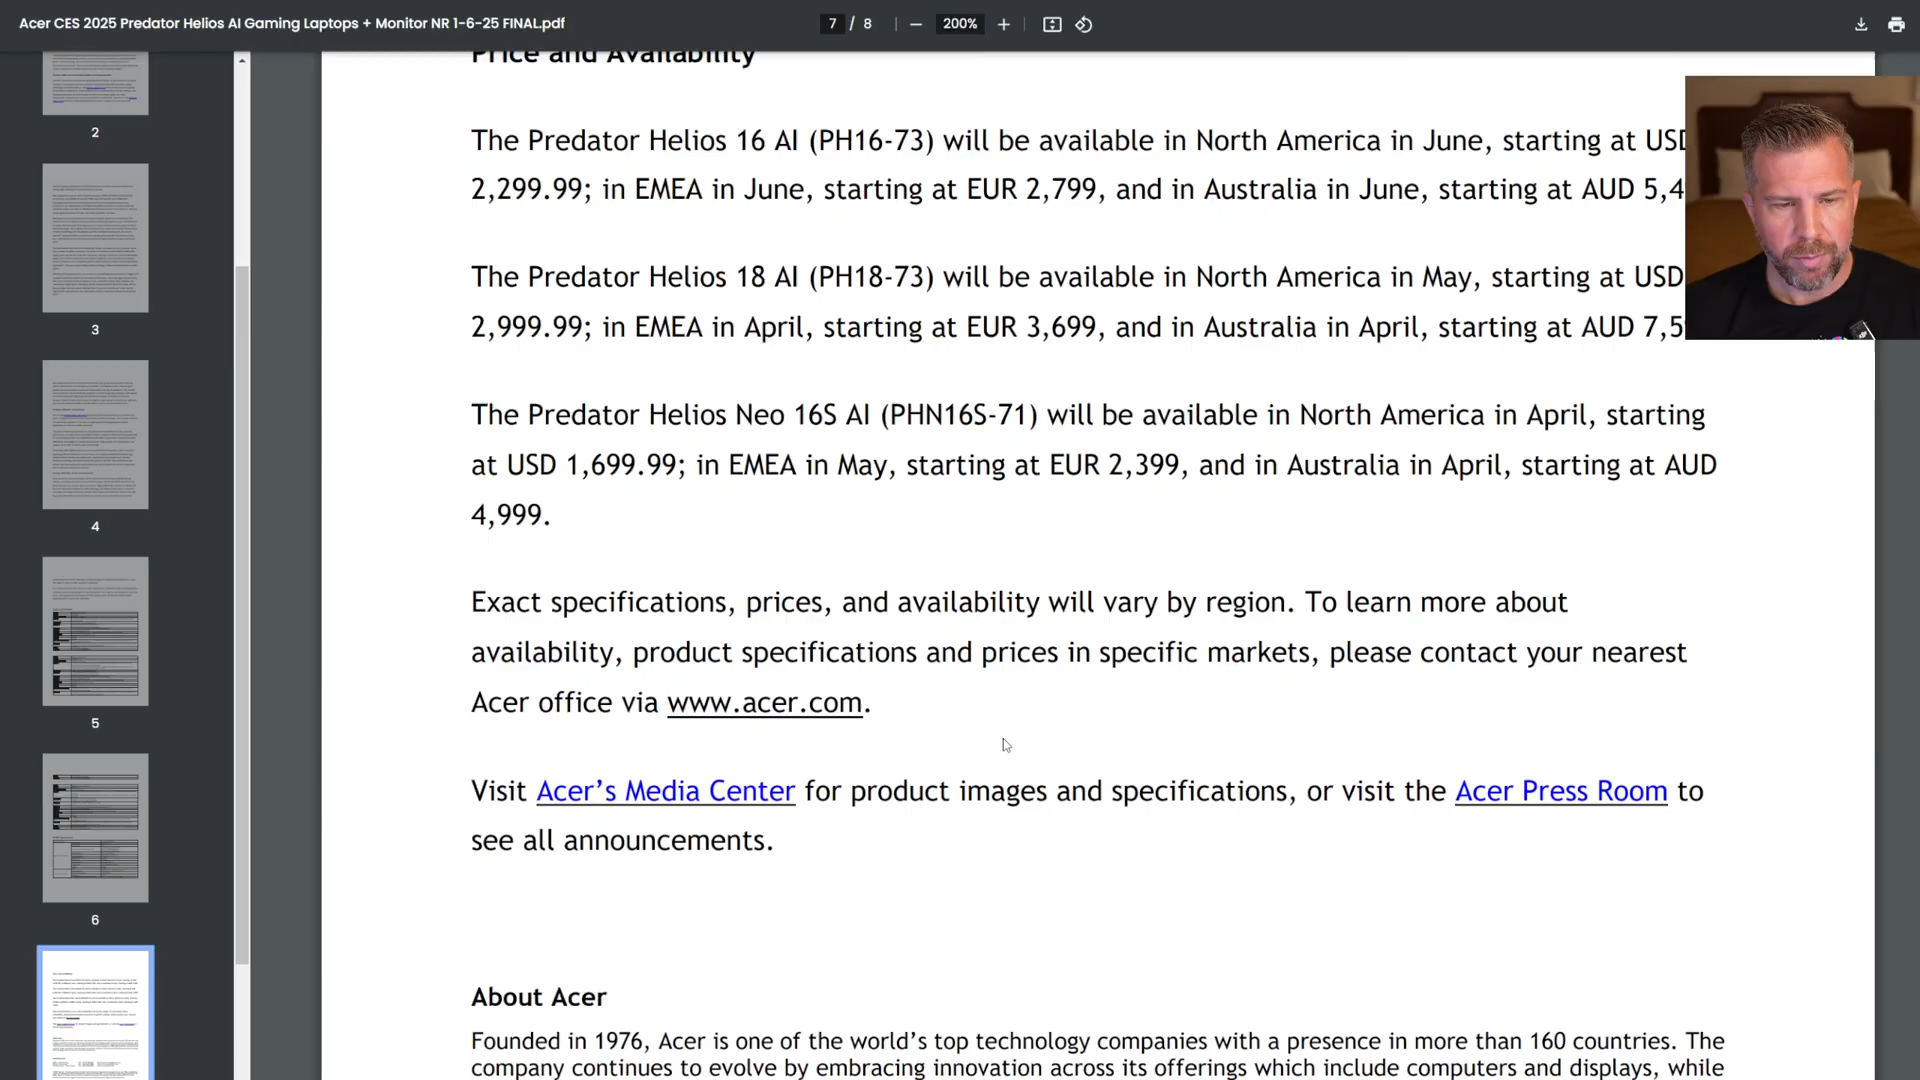 Acer CES 2025 Predator Helios AI Gaming Laptops + Monitor NR 1-6-25 FINAL.pdf
7 / 8
200%
2
3
4
5
6
Price and Availability
The Predator Helios 16 AI (PH16-73) will be available in North America in June, starting at USD
2,299.99; in EMEA in June, starting at EUR 2,799, and in Australia in June, starting at AUD 5,4
The Predator Helios 18 AI (PH18-73) will be available in North America in May, starting at USD
2,999.99; in EMEA in April, starting at EUR 3,699, and in Australia in April, starting at AUD 7,5
The Predator Helios Neo 16S AI (PHN16S-71) will be available in North America in April, starting
at USD 1,699.99; in EMEA in May, starting at EUR 2,399, and in Australia in April, starting at AUD
4,999.
Exact specifications, prices, and availability will vary by region. To learn more about
availability, product specifications and prices in specific markets, please contact your nearest
Acer office via www.acer.com.
Visit Acer’s Media Center for product images and specifications, or visit the Acer Press Room to
see all announcements.
About Acer
Founded in 1976, Acer is one of the world’s top technology companies with a presence in more than 160 countries. The
company continues to evolve by embracing innovation across its offerings which include computers and displays, while